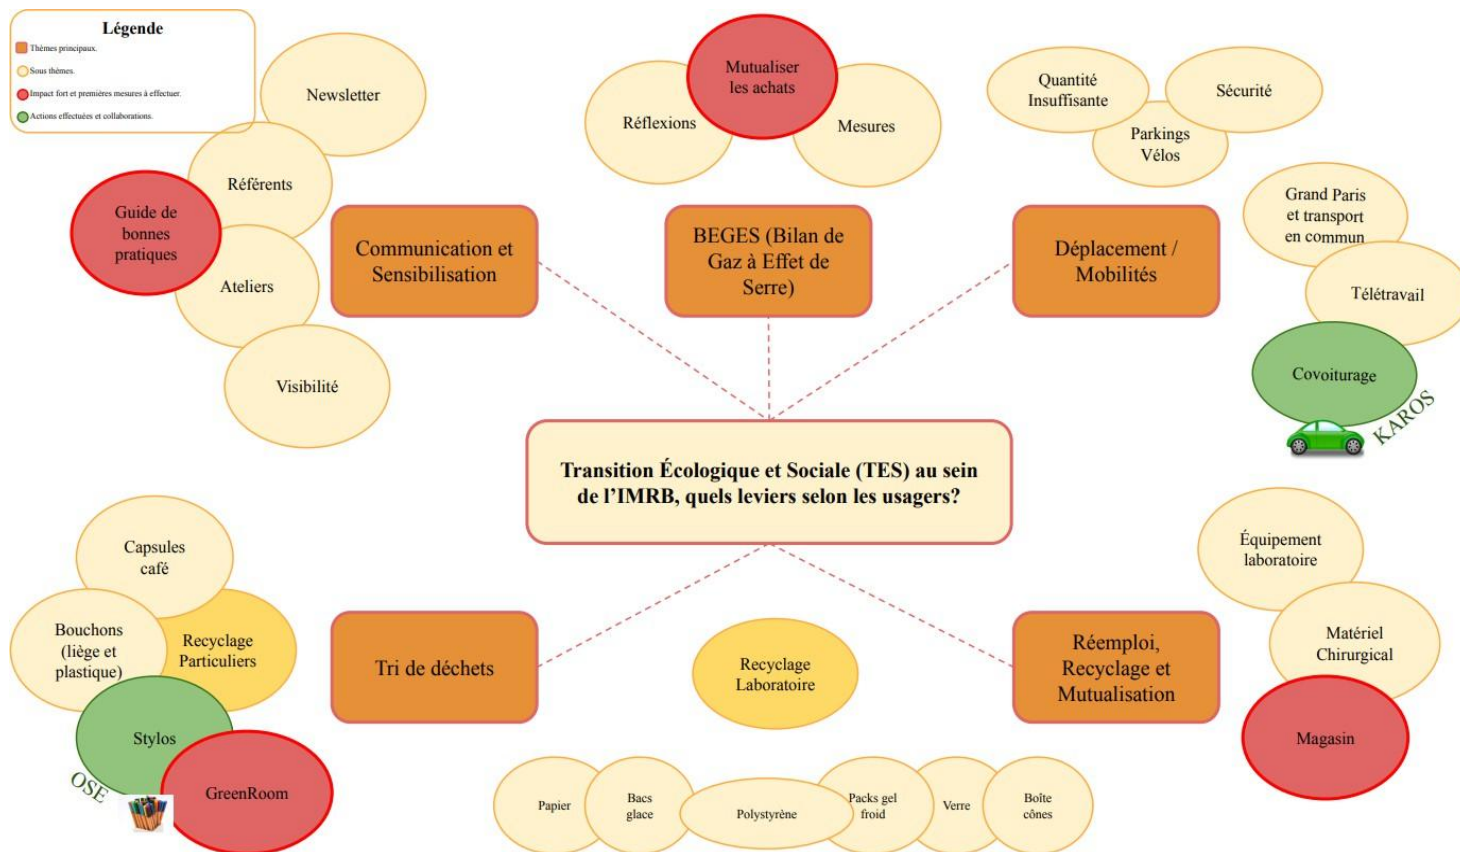 Légende
Thèmes principaux.
Sous thèmes.
Impact fort et premières mesures à effectuer.
Actions effectuées et collaborations.
Newsletter
Référents
Guide de
bonnes
pratiques
Ateliers
Visibilité
Communication et
Sensibilisation
Réflexions
Mutualiser
les achats
Mesures
BEGES (Bilan de
Gaz à Effet de
Serre)
Quantité
Insuffisante
Parkings
Vélos
Sécurité
Déplacement /
Mobilités
Grand Paris
et transport
en commun
Télétravail
Covoiturage
KAROS
Transition Écologique et Sociale (TES) au sein
de l’IMRB, quels leviers selon les usagers?
Capsules
café
Bouchons
(liège et
plastique)
Recyclage
Particuliers
Stylos
OSE
GreenRoom
Tri de déchets
Recyclage
Laboratoire
Papier
Bacs
glace
Polystyrène
Packs gel
froid
Verre
Boîte
cônes
Réemploi,
Recyclage et
Mutualisation
Équipement
laboratoire
Matériel
Chirurgical
Magasin